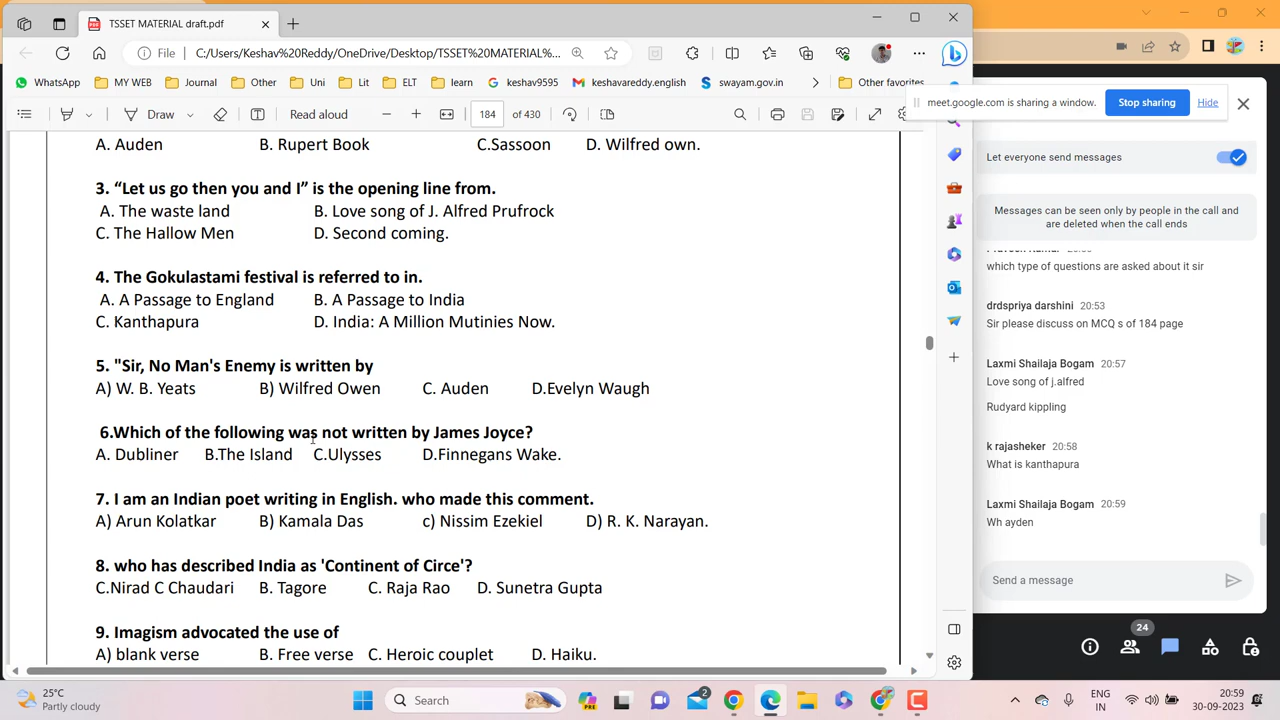 TSSET MATERIAL draft.pdf
File
C:/Users/Keshav%20Reddy/OneDrive/Desktop/TSSET%20MATERIAL%...
WhatsApp
MY WEB
Journal
Other
Uni
Lit
ELT
learn
keshav9595
keshavareddy.english
swayam.gov.in
Other favorites
Draw
Read aloud
184
of 430
meet.google.com is sharing a window.
Stop sharing
Hide
A. Auden B. Rupert Book C.Sassoon D. Wilfred own.
3. “Let us go then you and I” is the opening line from.
A. The waste land B. Love song of J. Alfred Prufrock
C. The Hallow Men D. Second coming.
4. The Gokulastami festival is referred to in.
A. A Passage to England B. A Passage to India
C. Kanthapura D. India: A Million Mutinies Now.
5. "Sir, No Man's Enemy is written by
A) W. B. Yeats B) Wilfred Owen C. Auden D.Evelyn Waugh
6.Which of the following was not written by James Joyce?
A. Dubliner B.The Island C.Ulysses D.Finnegans Wake.
7. I am an Indian poet writing in English. who made this comment.
A) Arun Kolatkar B) Kamala Das c) Nissim Ezekiel D) R. K. Narayan.
8. who has described India as 'Continent of Circe'?
C.Nirad C Chaudari B. Tagore C. Raja Rao D. Sunetra Gupta
9. Imagism advocated the use of
A) blank verse B. Free verse C. Heroic couplet D. Haiku.
Let everyone send messages
Messages can be seen only by people in the call and
are deleted when the call ends
which type of questions are asked about it sir
drdspriya darshini 20:53
Sir please discuss on MCQ s of 184 page
Laxmi Shailaja Bogam 20:57
Love song of j.alfred
Rudyard kippling
k rajasheker 20:58
What is kanthapura
Laxmi Shailaja Bogam 20:59
Wh ayden
Send a message
24
25°C
Partly cloudy
Search
PRE
2
ENG
IN
20:59
30-09-2023